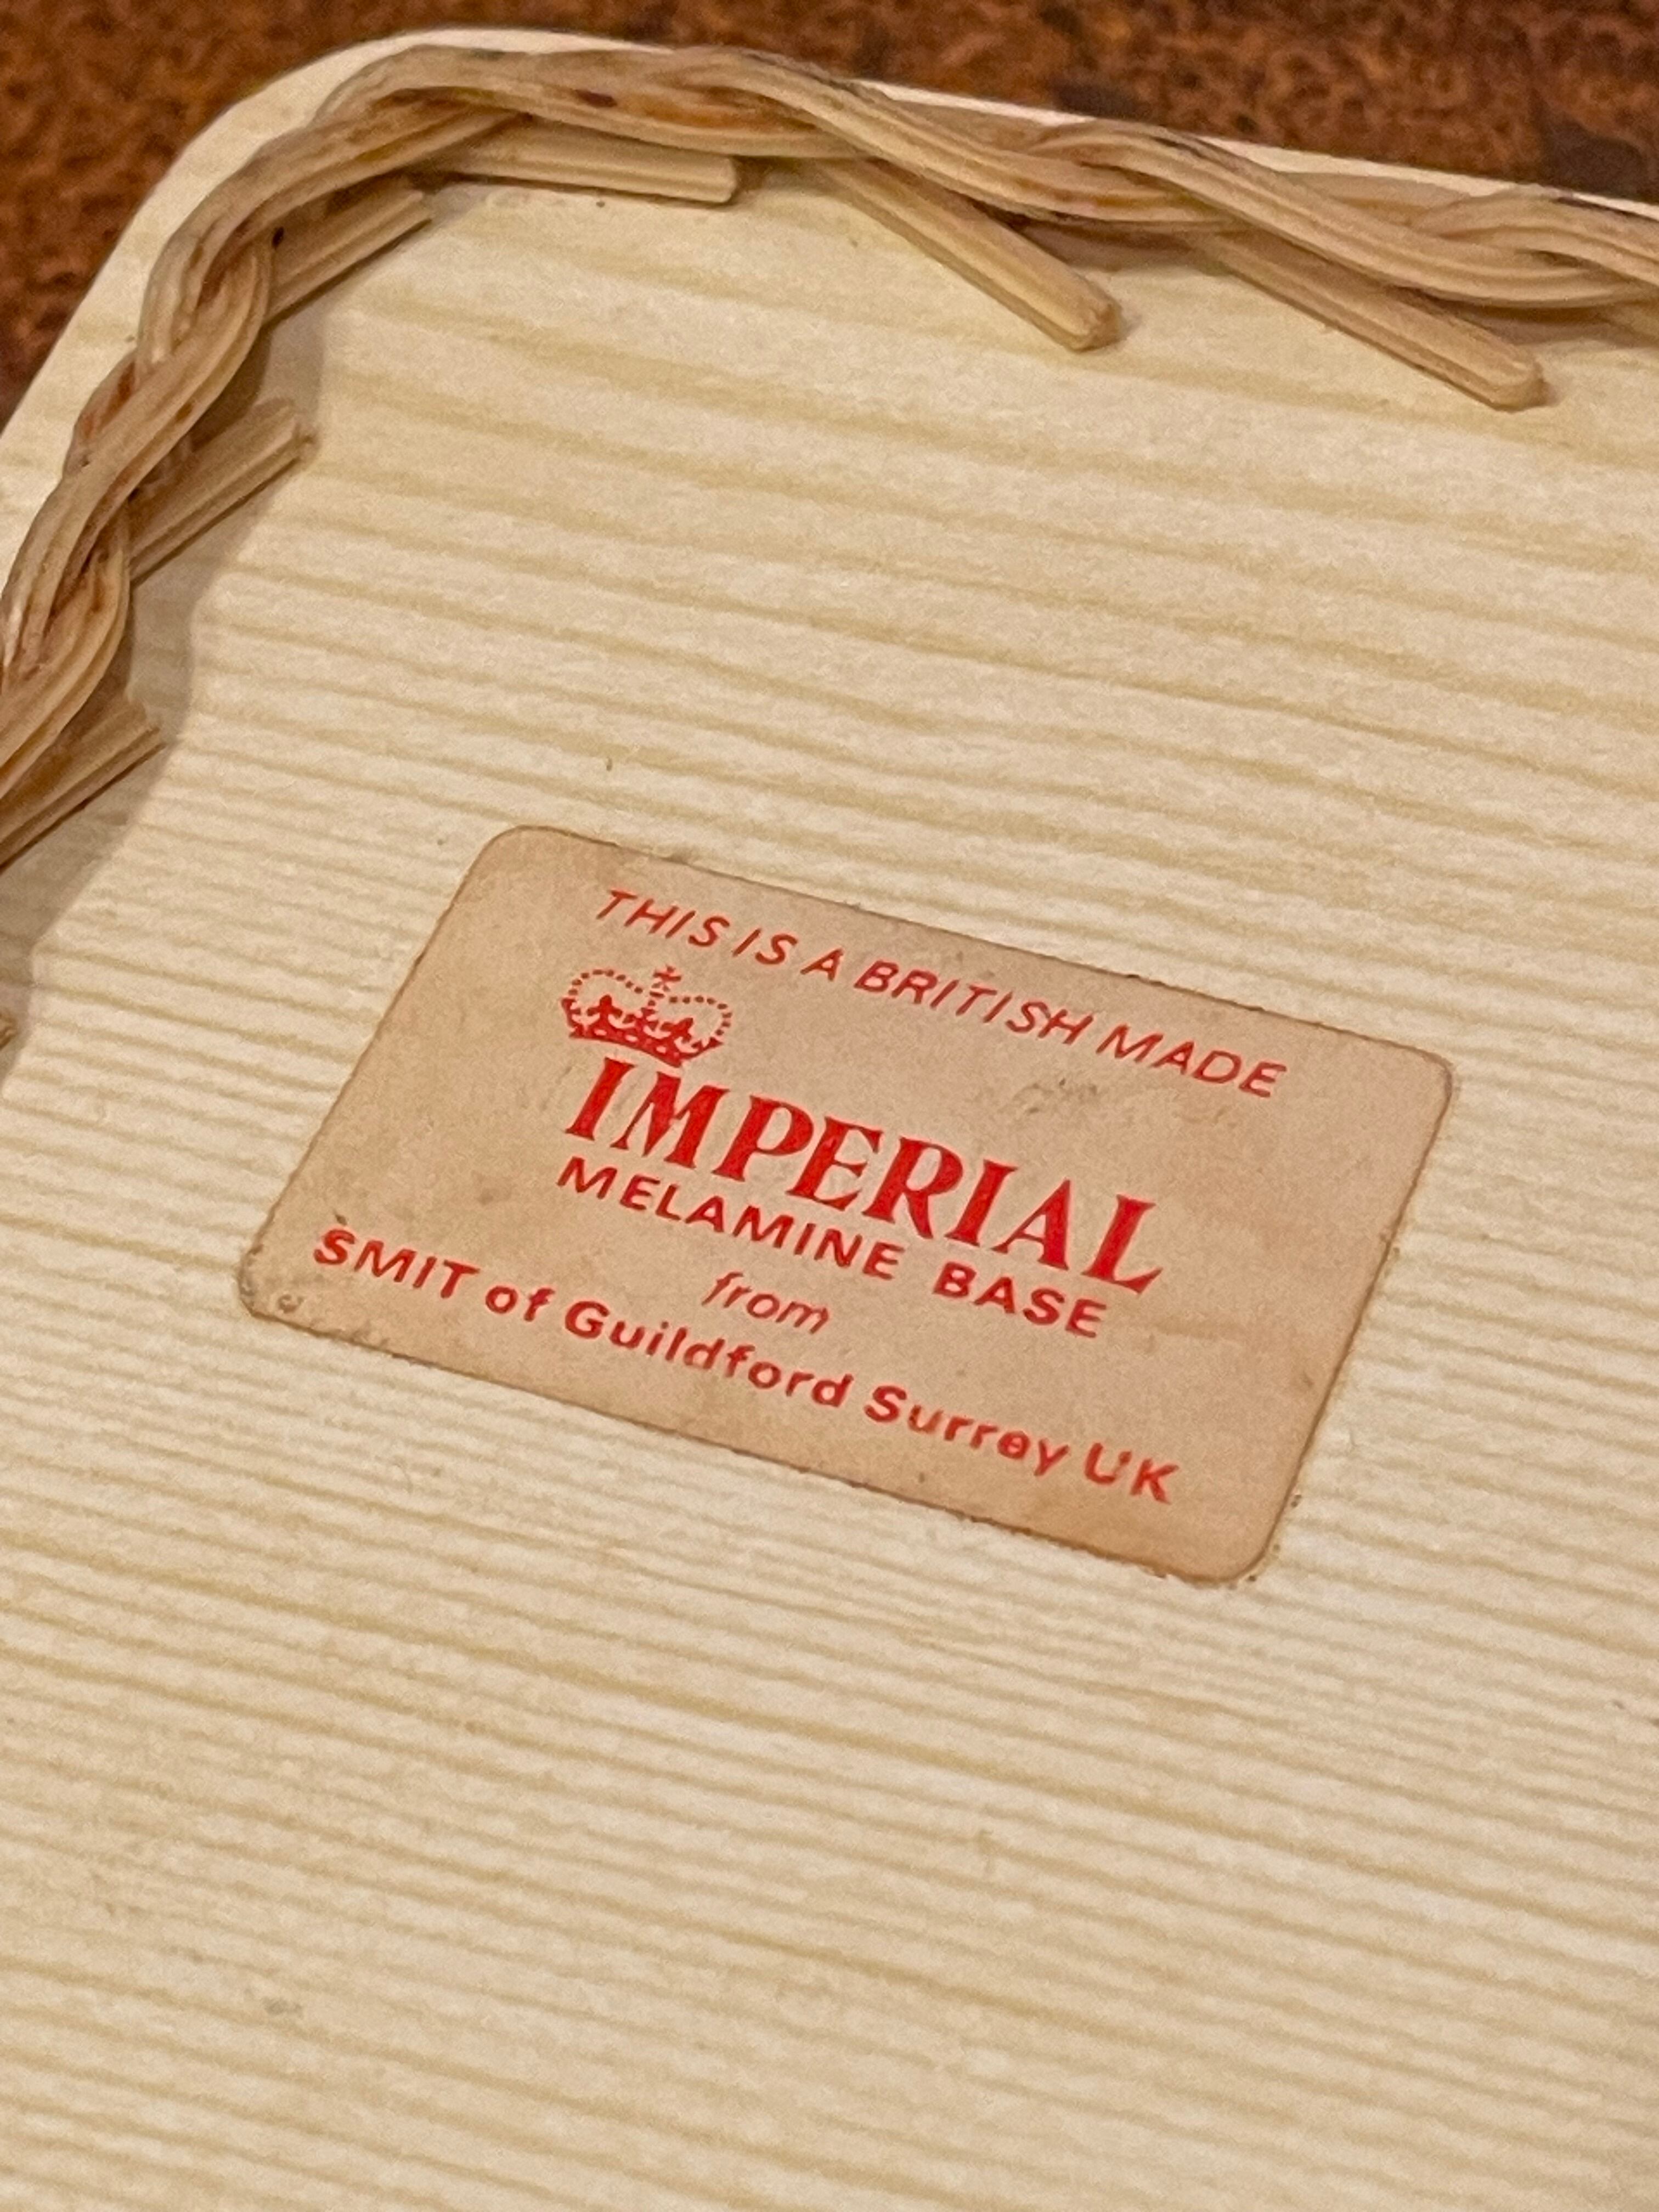 THIS IS A BRITISH MADE
IMPERIAL
MELAMINE BASE
from
SMIT of Guildford Surrey UK